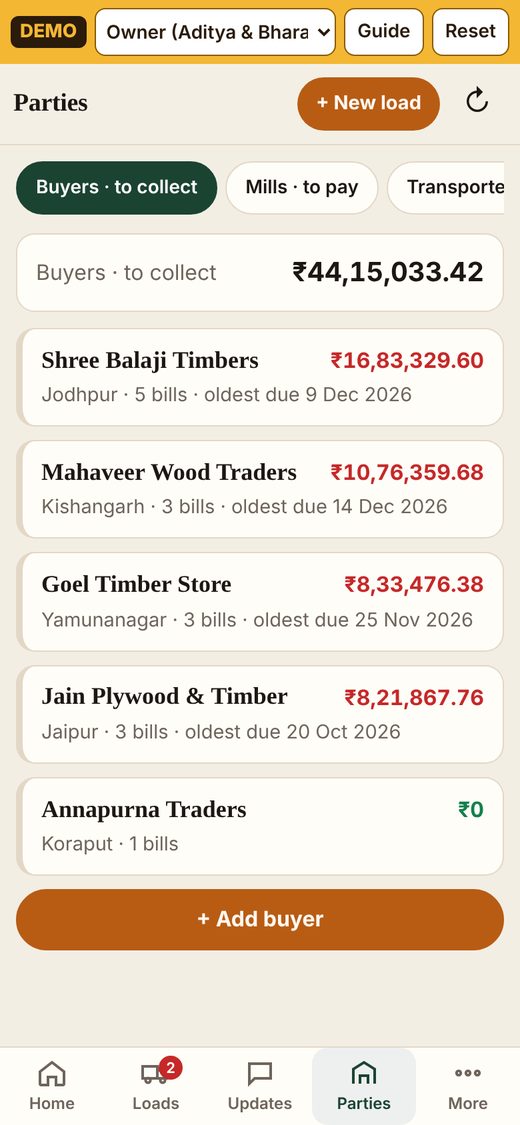 DEMO Owner (Aditya & Bhara Guide Reset
Parties + New load
Buyers · to collect Mills · to pay Transporte
Buyers · to collect ₹44,15,033.42
Shree Balaji Timbers ₹16,83,329.60
Jodhpur · 5 bills · oldest due 9 Dec 2026
Mahaveer Wood Traders ₹10,76,359.68
Kishangarh · 3 bills · oldest due 14 Dec 2026
Goel Timber Store ₹8,33,476.38
Yamunanagar · 3 bills · oldest due 25 Nov 2026
Jain Plywood & Timber ₹8,21,867.76
Jaipur · 3 bills · oldest due 20 Oct 2026
Annapurna Traders ₹0
Koraput · 1 bills
+ Add buyer
2
Home Loads Updates Parties More